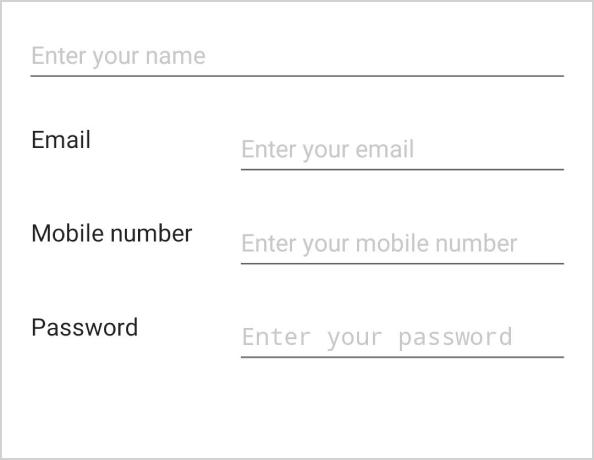 Enter your name
Email
Enter your email
Mobile number
Enter your mobile number
Password
Enter your password